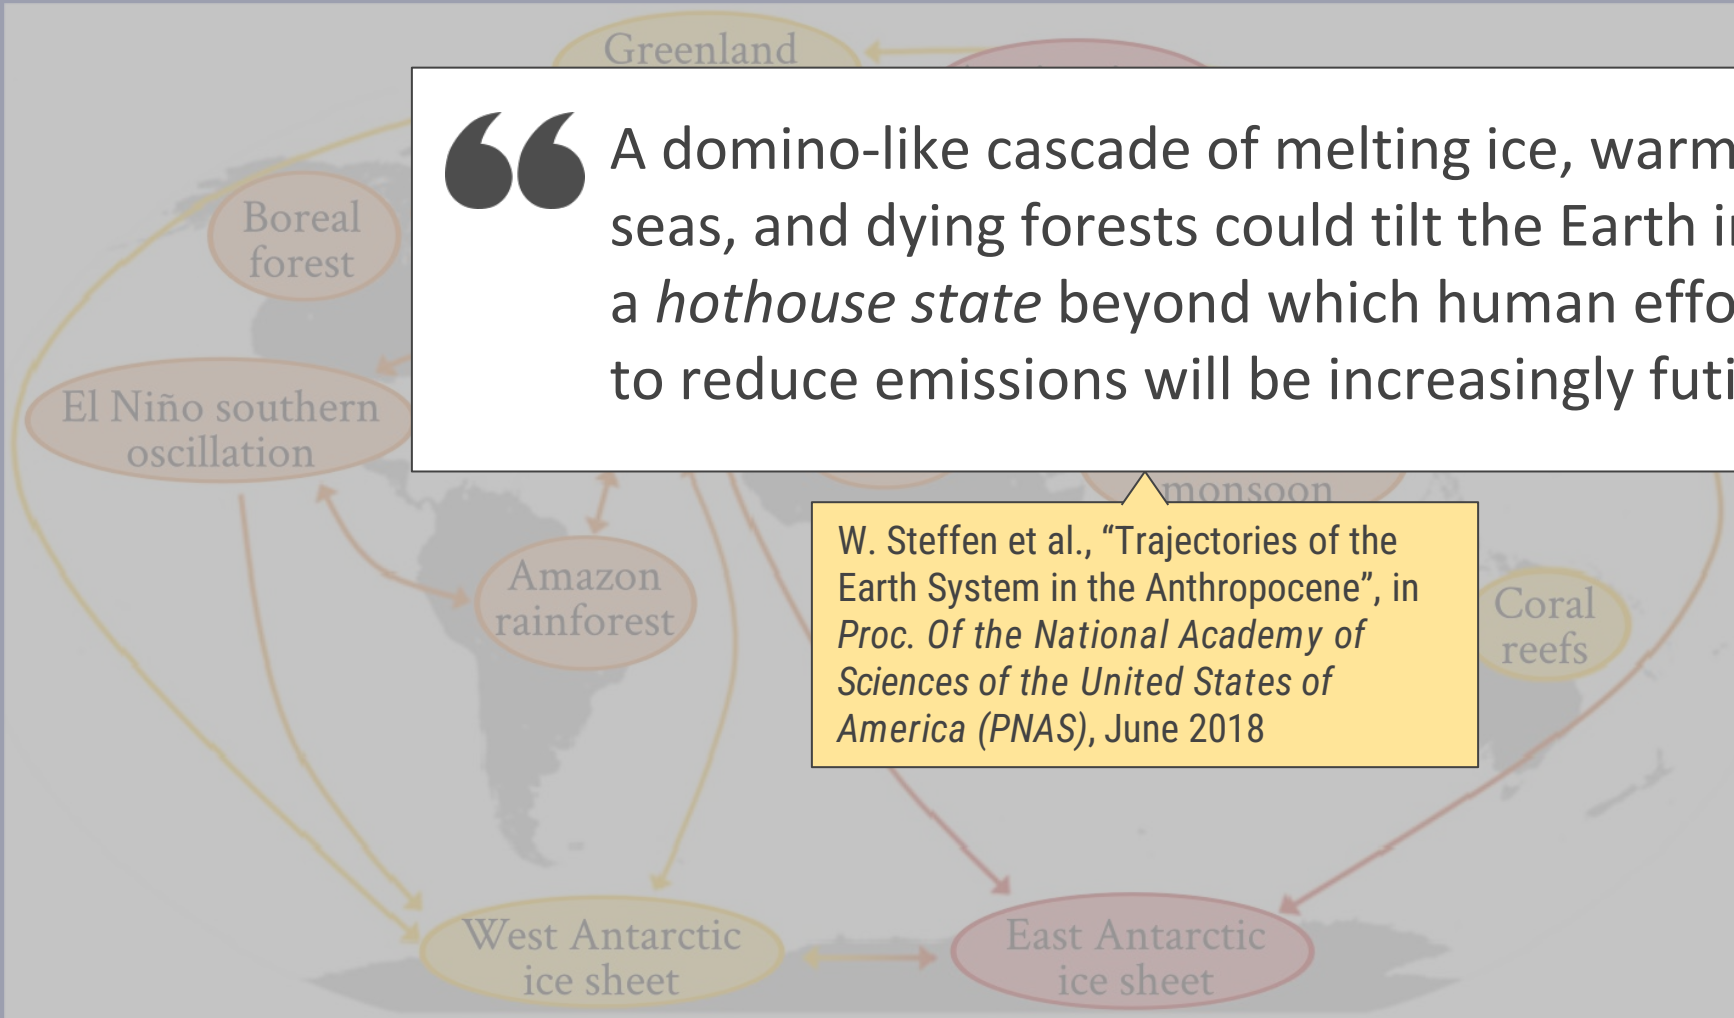 Greenland
“
A domino-like cascade of melting ice, warm
seas, and dying forests could tilt the Earth
a hothouse state beyond which human
to reduce emissions will be increasingly
Boreal
forest
El Niño southern
oscillation
monsoon
W. Steffen et al., “Trajectories of the
Earth System in the Anthropocene”, in
Proc. Of the National Academy of
Sciences of the United States of
America (PNAS), June 2018
Amazon
rainforest
Coral
reefs
West Antarctic
ice sheet
East Antarctic
ice sheet